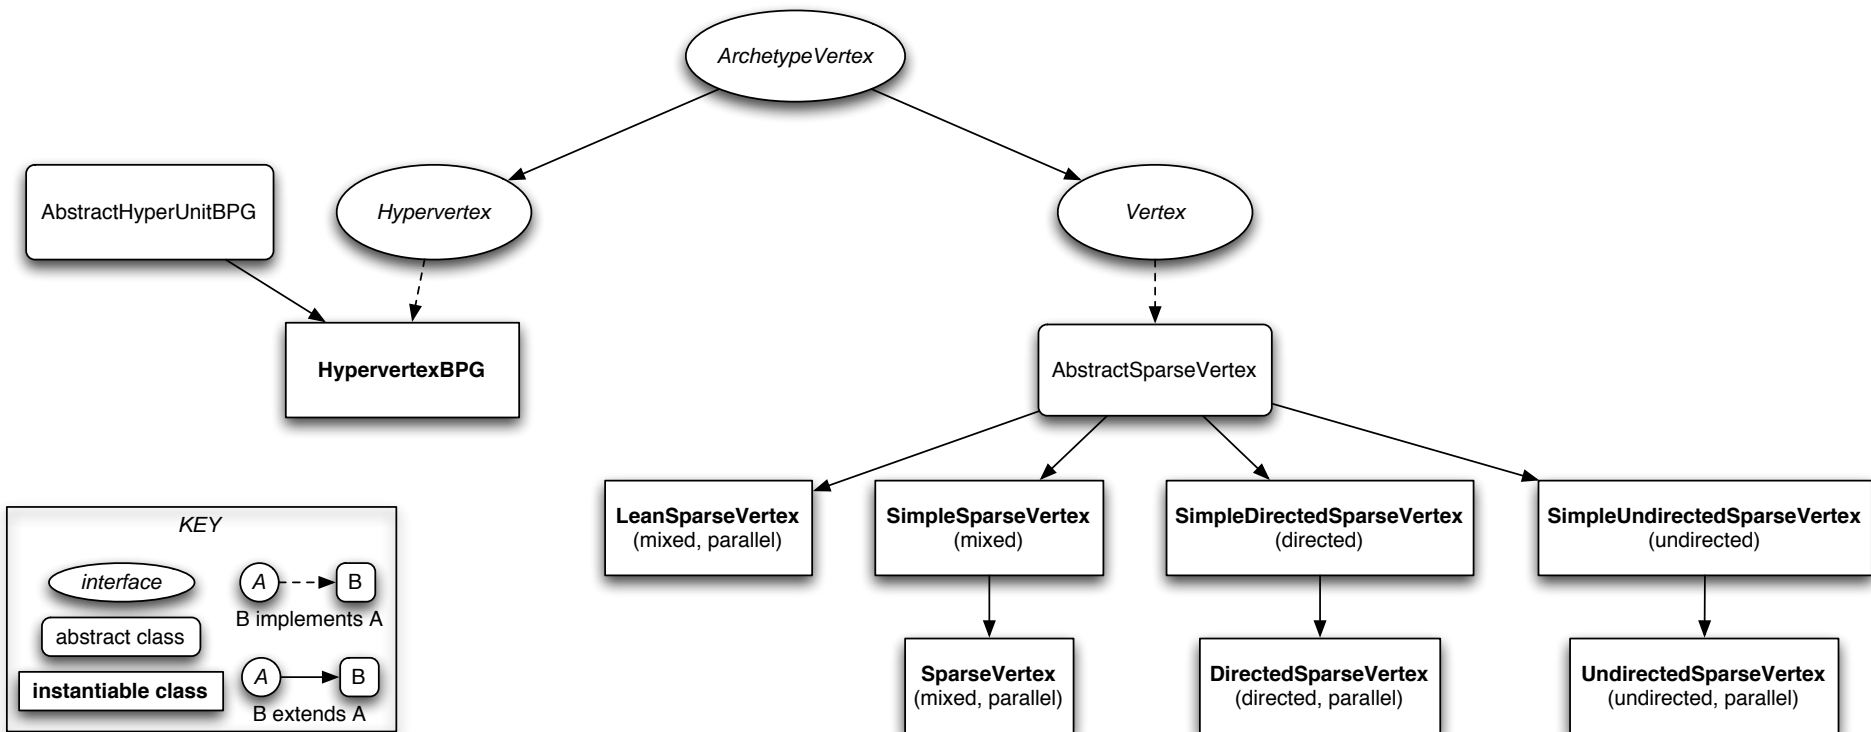 ArchetypeVertex
AbstractHyperUnitBPG
Hypervertex
Vertex
HypervertexBPG
AbstractSparseVertex
LeanSparseVertex
(mixed, parallel)
SimpleSparseVertex
(mixed)
SimpleDirectedSparseVertex
(directed)
SimpleUndirectedSparseVertex
(undirected)
SparseVertex
(mixed, parallel)
DirectedSparseVertex
(directed, parallel)
UndirectedSparseVertex
(undirected, parallel)
KEY
interface
A
B
B implements A
abstract class
A
B
instantiable class
B extends A